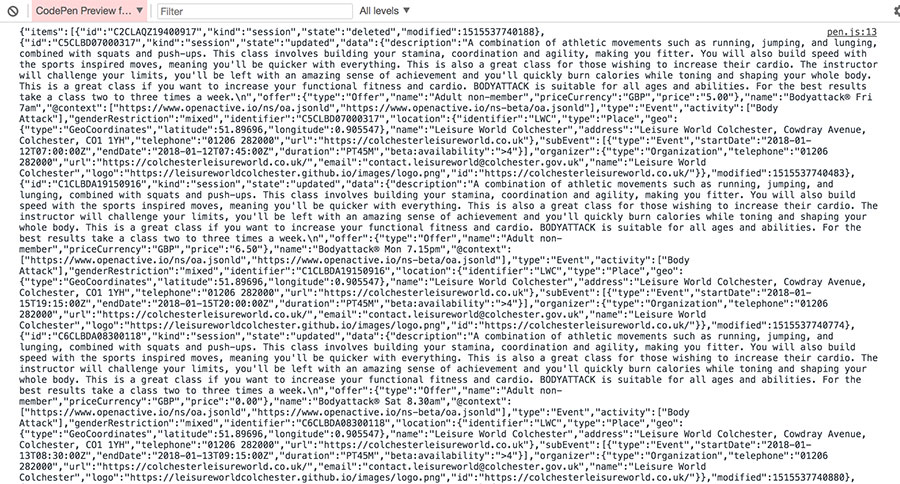 CodePen Preview f... ▼
Filter
All levels ▼
pen.js:13
{"items":[{"id":"C2CLAQZ19400917","kind":"session","state":"deleted","modified":1515537740188},
{"id":"C5CLBD07000317","kind":"session","state":"updated","data":{"description":"A combination of athletic movements such as running, jumping, and lunging,
combined with squats and push-ups. This class involves building your stamina, coordination and agility, making you fitter. You will also build speed with
the sports inspired moves, meaning you'll be quicker with everything. This is also a great class for those wishing to increase their cardio. The instructor
will challenge your limits, you'll be left with an amazing sense of achievement and you'll quickly burn calories while toning and shaping your whole body.
This is a great class if you want to increase your functional fitness and cardio. BODYATTACK is suitable for all ages and abilities. For the best results
take a class two to three times a week.\n","offer":{"type":"Offer","name":"Adult non-member","priceCurrency":"GBP","price":"5.00"},"name":"Bodyattack® Fri
7am","@context":["https://www.openactive.io/ns/oa.jsonld","https://www.openactive.io/ns-beta/oa.jsonld"],"type":"Event","activity":["Body
Attack"],"genderRestriction":"mixed","identifier":"C5CLBD07000317","location":{"identifier":"LWC","type":"Place","geo":
{"type":"GeoCoordinates","latitude":51.89696,"longitude":0.905547},"name":"Leisure World Colchester","address":"Leisure World Colchester, Cowdray Avenue,
Colchester, CO1 1YH","telephone":"01206 282000","url":"https://colchesterleisureworld.co.uk"},"subEvent":[{"type":"Event","startDate":"2018-01-
12T07:00:00Z","endDate":"2018-01-12T07:45:00Z","duration":"PT45M","beta:availability":">4"}],"organizer":{"type":"Organization","telephone":"01206
282000","url":"https://colchesterleisureworld.co.uk/","email":"contact.leisureworld@colchester.gov.uk","name":"Leisure World
Colchester","logo":"https://leisureworldcolchester.github.io/images/logo.png","id":"https://colchesterleisureworld.co.uk/"}},"modified":1515537740483},
{"id":"C1CLBDA19150916","kind":"session","state":"updated","data":{"description":"A combination of athletic movements such as running, jumping, and
lunging, combined with squats and push-ups. This class involves building your stamina, coordination and agility, making you fitter. You will also build
speed with the sports inspired moves, meaning you'll be quicker with everything. This is also a great class for those wishing to increase their cardio. The
instructor will challenge your limits, you'll be left with an amazing sense of achievement and you'll quickly burn calories while toning and shaping your
whole body. This is a great class if you want to increase your functional fitness and cardio. BODYATTACK is suitable for all ages and abilities. For the
best results take a class two to three times a week.\n","offer":{"type":"Offer","name":"Adult non-
member","priceCurrency":"GBP","price":"6.50"},"name":"Bodyattack® Mon 7.15pm","@context":
["https://www.openactive.io/ns/oa.jsonld","https://www.openactive.io/ns-beta/oa.jsonld"],"type":"Event","activity":["Body
Attack"],"genderRestriction":"mixed","identifier":"C1CLBDA19150916","location":{"identifier":"LWC","type":"Place","geo":
{"type":"GeoCoordinates","latitude":51.89696,"longitude":0.905547},"name":"Leisure World Colchester","address":"Leisure World Colchester, Cowdray Avenue,
Colchester, CO1 1YH","telephone":"01206 282000","url":"https://colchesterleisureworld.co.uk"},"subEvent":[{"type":"Event","startDate":"2018-01-
15T19:15:00Z","endDate":"2018-01-15T20:00:00Z","duration":"PT45M","beta:availability":">4"}],"organizer":{"type":"Organization","telephone":"01206
282000","url":"https://colchesterleisureworld.co.uk/","email":"contact.leisureworld@colchester.gov.uk","name":"Leisure World
Colchester","logo":"https://leisureworldcolchester.github.io/images/logo.png","id":"https://colchesterleisureworld.co.uk/"}},"modified":1515537740774},
{"id":"C6CLBDA08300118","kind":"session","state":"updated","data":{"description":"A combination of athletic movements such as running, jumping, and
lunging, combined with squats and push-ups. This class involves building your stamina, coordination and agility, making you fitter. You will also build
speed with the sports inspired moves, meaning you'll be quicker with everything. This is also a great class for those wishing to increase their cardio. The
instructor will challenge your limits, you'll be left with an amazing sense of achievement and you'll quickly burn calories while toning and shaping your
whole body. This is a great class if you want to increase your functional fitness and cardio. BODYATTACK is suitable for all ages and abilities. For the
best results take a class two to three times a week.\n","offer":{"type":"Offer","name":"Adult non-
member","priceCurrency":"GBP","price":"0.00"},"name":"Bodyattack® Sat 8.30am","@context":
["https://www.openactive.io/ns/oa.jsonld","https://www.openactive.io/ns-beta/oa.jsonld"],"type":"Event","activity":["Body
Attack"],"genderRestriction":"mixed","identifier":"C6CLBDA08300118","location":{"identifier":"LWC","type":"Place","geo":
{"type":"GeoCoordinates","latitude":51.89696,"longitude":0.905547},"name":"Leisure World Colchester","address":"Leisure World Colchester, Cowdray Avenue,
Colchester, CO1 1YH","telephone":"01206 282000","url":"https://colchesterleisureworld.co.uk"},"subEvent":[{"type":"Event","startDate":"2018-01-
13T08:30:00Z","endDate":"2018-01-13T09:15:00Z","duration":"PT45M","beta:availability":">4"}],"organizer":{"type":"Organization","telephone":"01206
282000","url":"https://colchesterleisureworld.co.uk/","email":"contact.leisureworld@colchester.gov.uk","name":"Leisure World
Colchester","logo":"https://leisureworldcolchester.github.io/images/logo.png","id":"https://colchesterleisureworld.co.uk/"}},"modified":1515537740880},